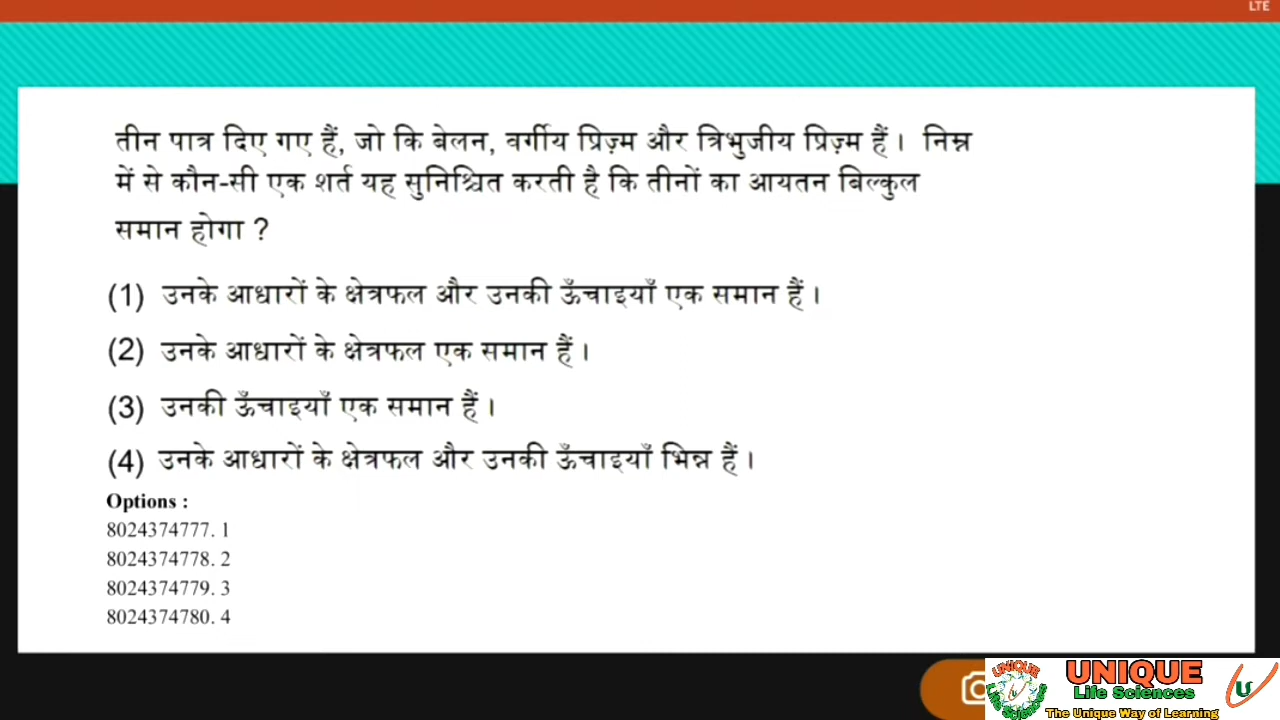 LTE
तीन पात्र दिए गए हैं, जो कि बेलन, वर्गीय प्रिज़्म और त्रिभुजीय प्रिज़्म हैं। निम्न
में से कौन-सी एक शर्त यह सुनिश्चित करती है कि तीनों का आयतन बिल्कुल
समान होगा ?
(1) उनके आधारों के क्षेत्रफल और उनकी ऊँचाइयाँ एक समान हैं।
(2) उनके आधारों के क्षेत्रफल एक समान हैं।
(3) उनकी ऊँचाइयाँ एक समान हैं।
(4) उनके आधारों के क्षेत्रफल और उनकी ऊँचाइयाँ भिन्न हैं।
Options :
8024374777. 1
8024374778. 2
8024374779. 3
8024374780. 4
UNIQUE
Life Sciences
The Unique Way of Learning